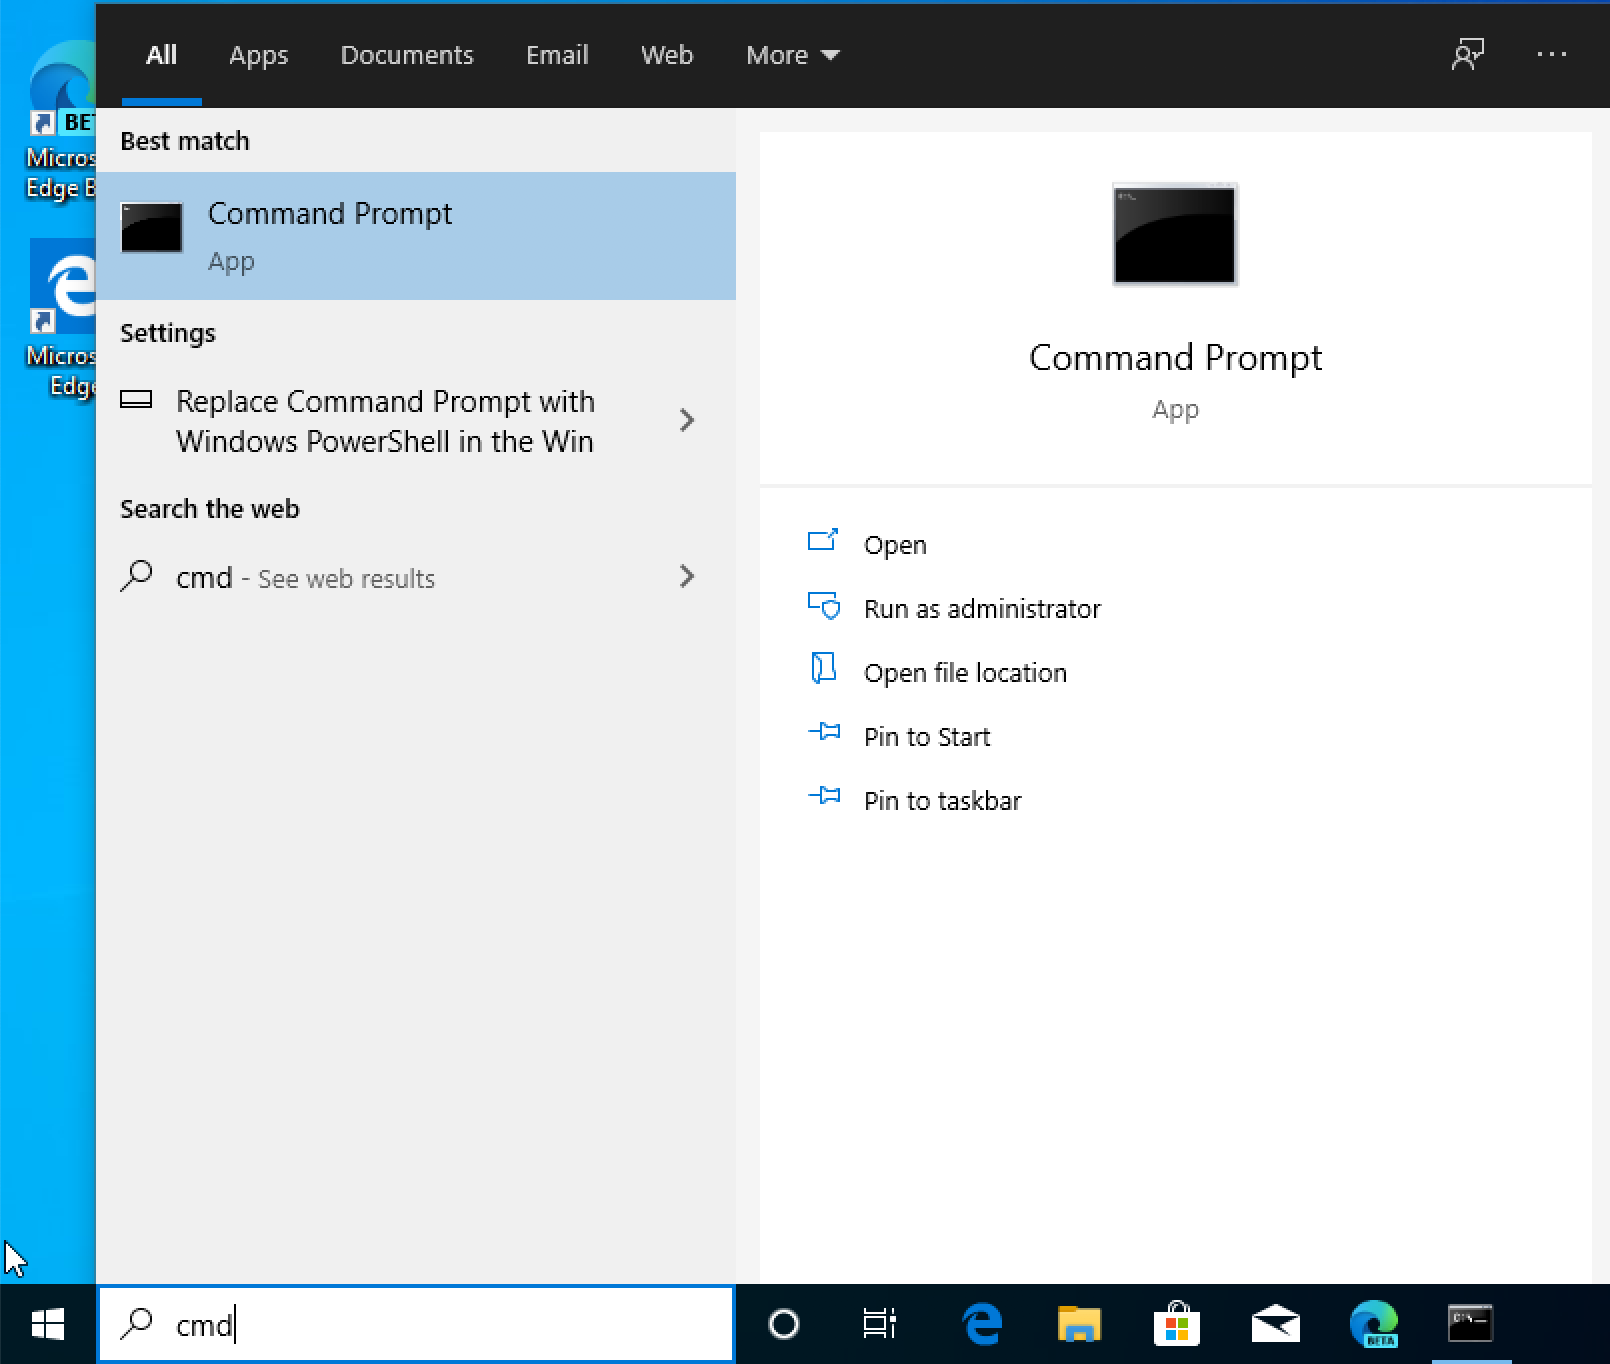 All Apps Documents Email Web More
BET
Micros
Edge B
Micros
Edge
Best match
Command Prompt
App
Settings
Replace Command Prompt with
Windows PowerShell in the Win
Search the web
cmd - See web results
Command Prompt
App
Open
Run as administrator
Open file location
Pin to Start
Pin to taskbar
cmd
BETA